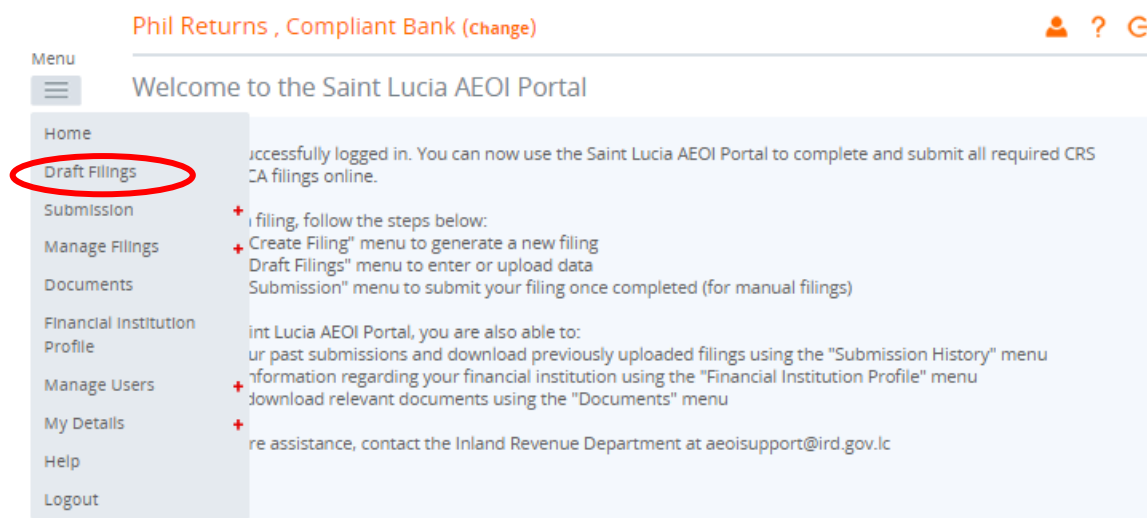 Phil Returns , Compliant Bank (Change)
?
Menu
Welcome to the Saint Lucia AEOI Portal
Home
Draft Filings
Submission +
Manage Filings +
Documents
Financial Institution
Profile
Manage Users +
My Details +
Help
Logout
successfully logged in. You can now use the Saint Lucia AEOI Portal to complete and submit all required CRS
CA filings online.
filing, follow the steps below:
Create Filing" menu to generate a new filing
Draft Filings" menu to enter or upload data
Submission" menu to submit your filing once completed (for manual filings)
int Lucia AEOI Portal, you are also able to:
ur past submissions and download previously uploaded filings using the "Submission History" menu
nformation regarding your financial institution using the "Financial Institution Profile" menu
download relevant documents using the "Documents" menu
re assistance, contact the Inland Revenue Department at aeoisupport@ird.gov.lc